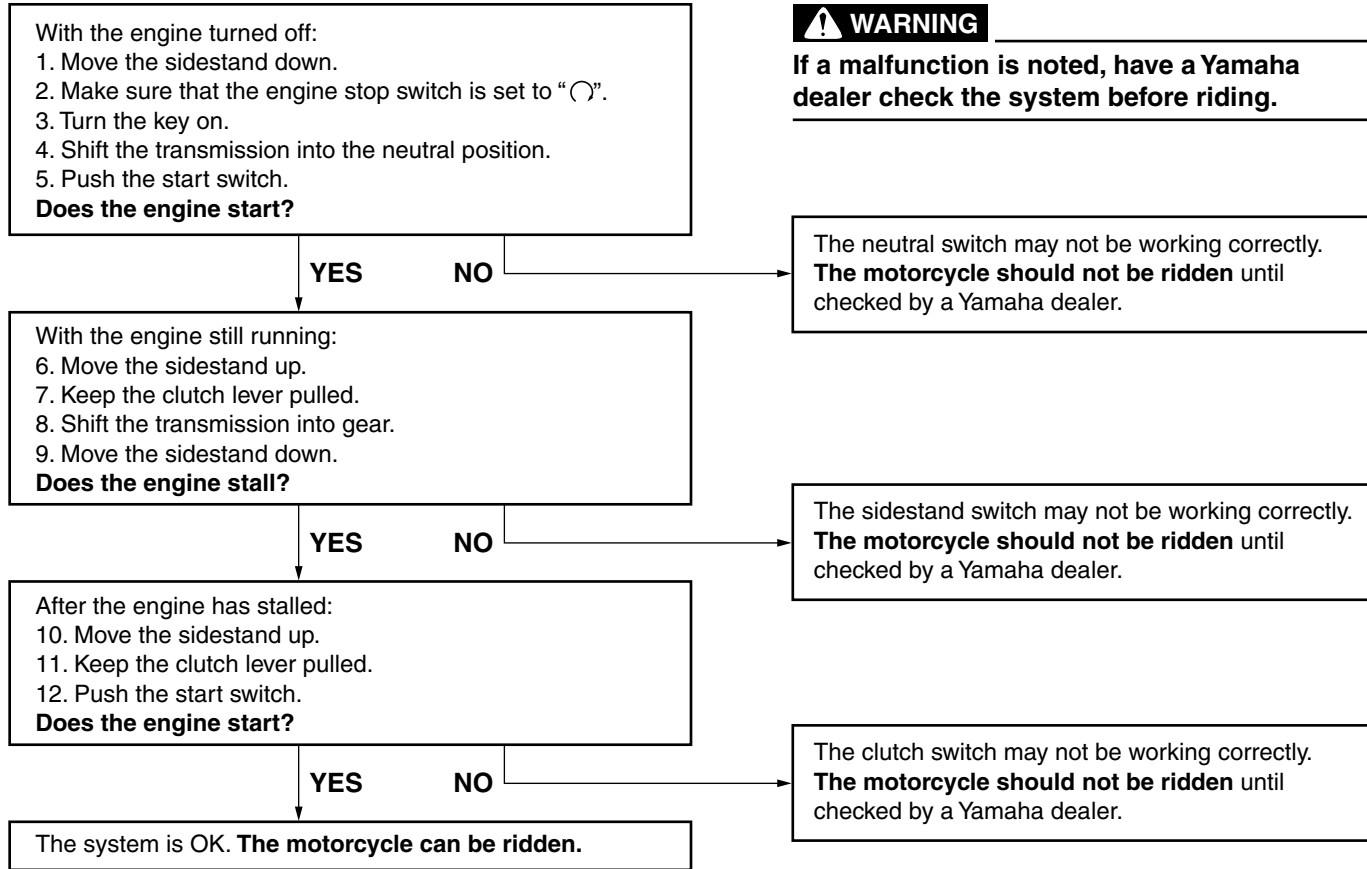 With the engine turned off:
1. Move the sidestand down.
2. Make sure that the engine stop switch is set to “ ”.
3. Turn the key on.
4. Shift the transmission into the neutral position.
5. Push the start switch.
Does the engine start?
WARNING
If a malfunction is noted, have a Yamaha
dealer check the system before riding.
YES NO
The neutral switch may not be working correctly.
The motorcycle should not be ridden until
checked by a Yamaha dealer.
With the engine still running:
6. Move the sidestand up.
7. Keep the clutch lever pulled.
8. Shift the transmission into gear.
9. Move the sidestand down.
Does the engine stall?
YES NO
The sidestand switch may not be working correctly.
The motorcycle should not be ridden until
checked by a Yamaha dealer.
After the engine has stalled:
10. Move the sidestand up.
11. Keep the clutch lever pulled.
12. Push the start switch.
Does the engine start?
YES NO
The clutch switch may not be working correctly.
The motorcycle should not be ridden until
checked by a Yamaha dealer.
The system is OK. The motorcycle can be ridden.